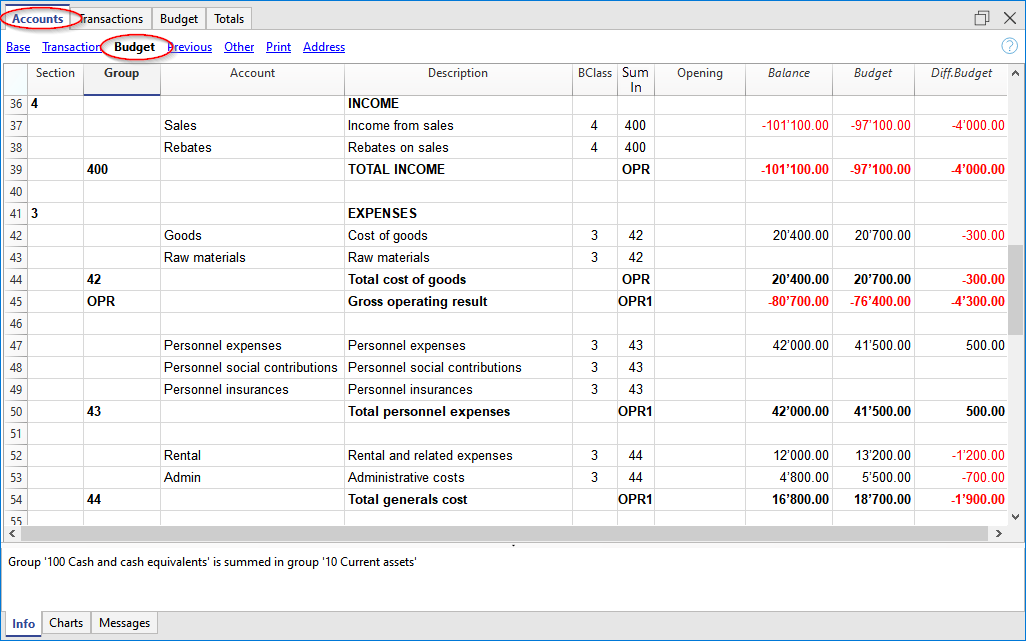 Accounts Transactions Budget Totals
Base Transaction Budget Previous Other Print Address
Section Group Account Description BClass Sum In Opening Balance Budget Diff.Budget
36 4 INCOME
37 Sales Income from sales 4 400 -101'100.00 -97'100.00 -4'000.00
38 Rebates Rebates on sales 4 400
39 400 TOTAL INCOME OPR -101'100.00 -97'100.00 -4'000.00
40
41 3 EXPENSES
42 Goods Cost of goods 3 42 20'400.00 20'700.00 -300.00
43 Raw materials Raw materials 3 42
44 42 Total cost of goods OPR 20'400.00 20'700.00 -300.00
45 OPR Gross operating result OPR1 -80'700.00 -76'400.00 -4'300.00
46
47 Personnel expenses Personnel expenses 3 43 42'000.00 41'500.00 500.00
48 Personnel social contributions Personnel social contributions 3 43
49 Personnel insurances Personnel insurances 3 43
50 43 Total personnel expenses OPR1 42'000.00 41'500.00 500.00
51
52 Rental Rental and related expenses 3 44 12'000.00 13'200.00 -1'200.00
53 Admin Administrative costs 3 44 4'800.00 5'500.00 -700.00
54 44 Total generals cost OPR1 16'800.00 18'700.00 -1'900.00
55
Group '100 Cash and cash equivalents' is summed in group '10 Current assets'
Info Charts Messages